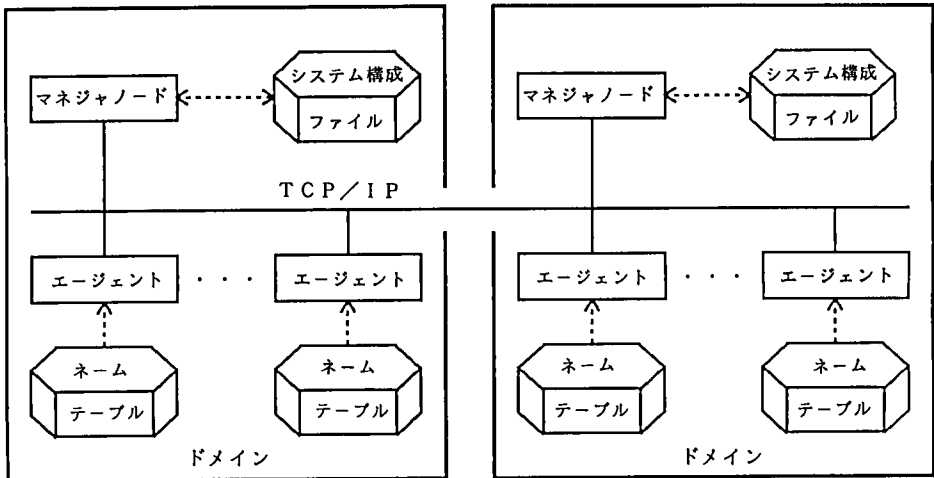 システム構成
ファイル
マネジャノード
システム構成
ファイル
マネジャノード
TCP/IP
エージェント
・・・
エージェント
エージェント
・・・
エージェント
ネーム
テーブル
ネーム
テーブル
ネーム
テーブル
ネーム
テーブル
ドメイン
ドメイン